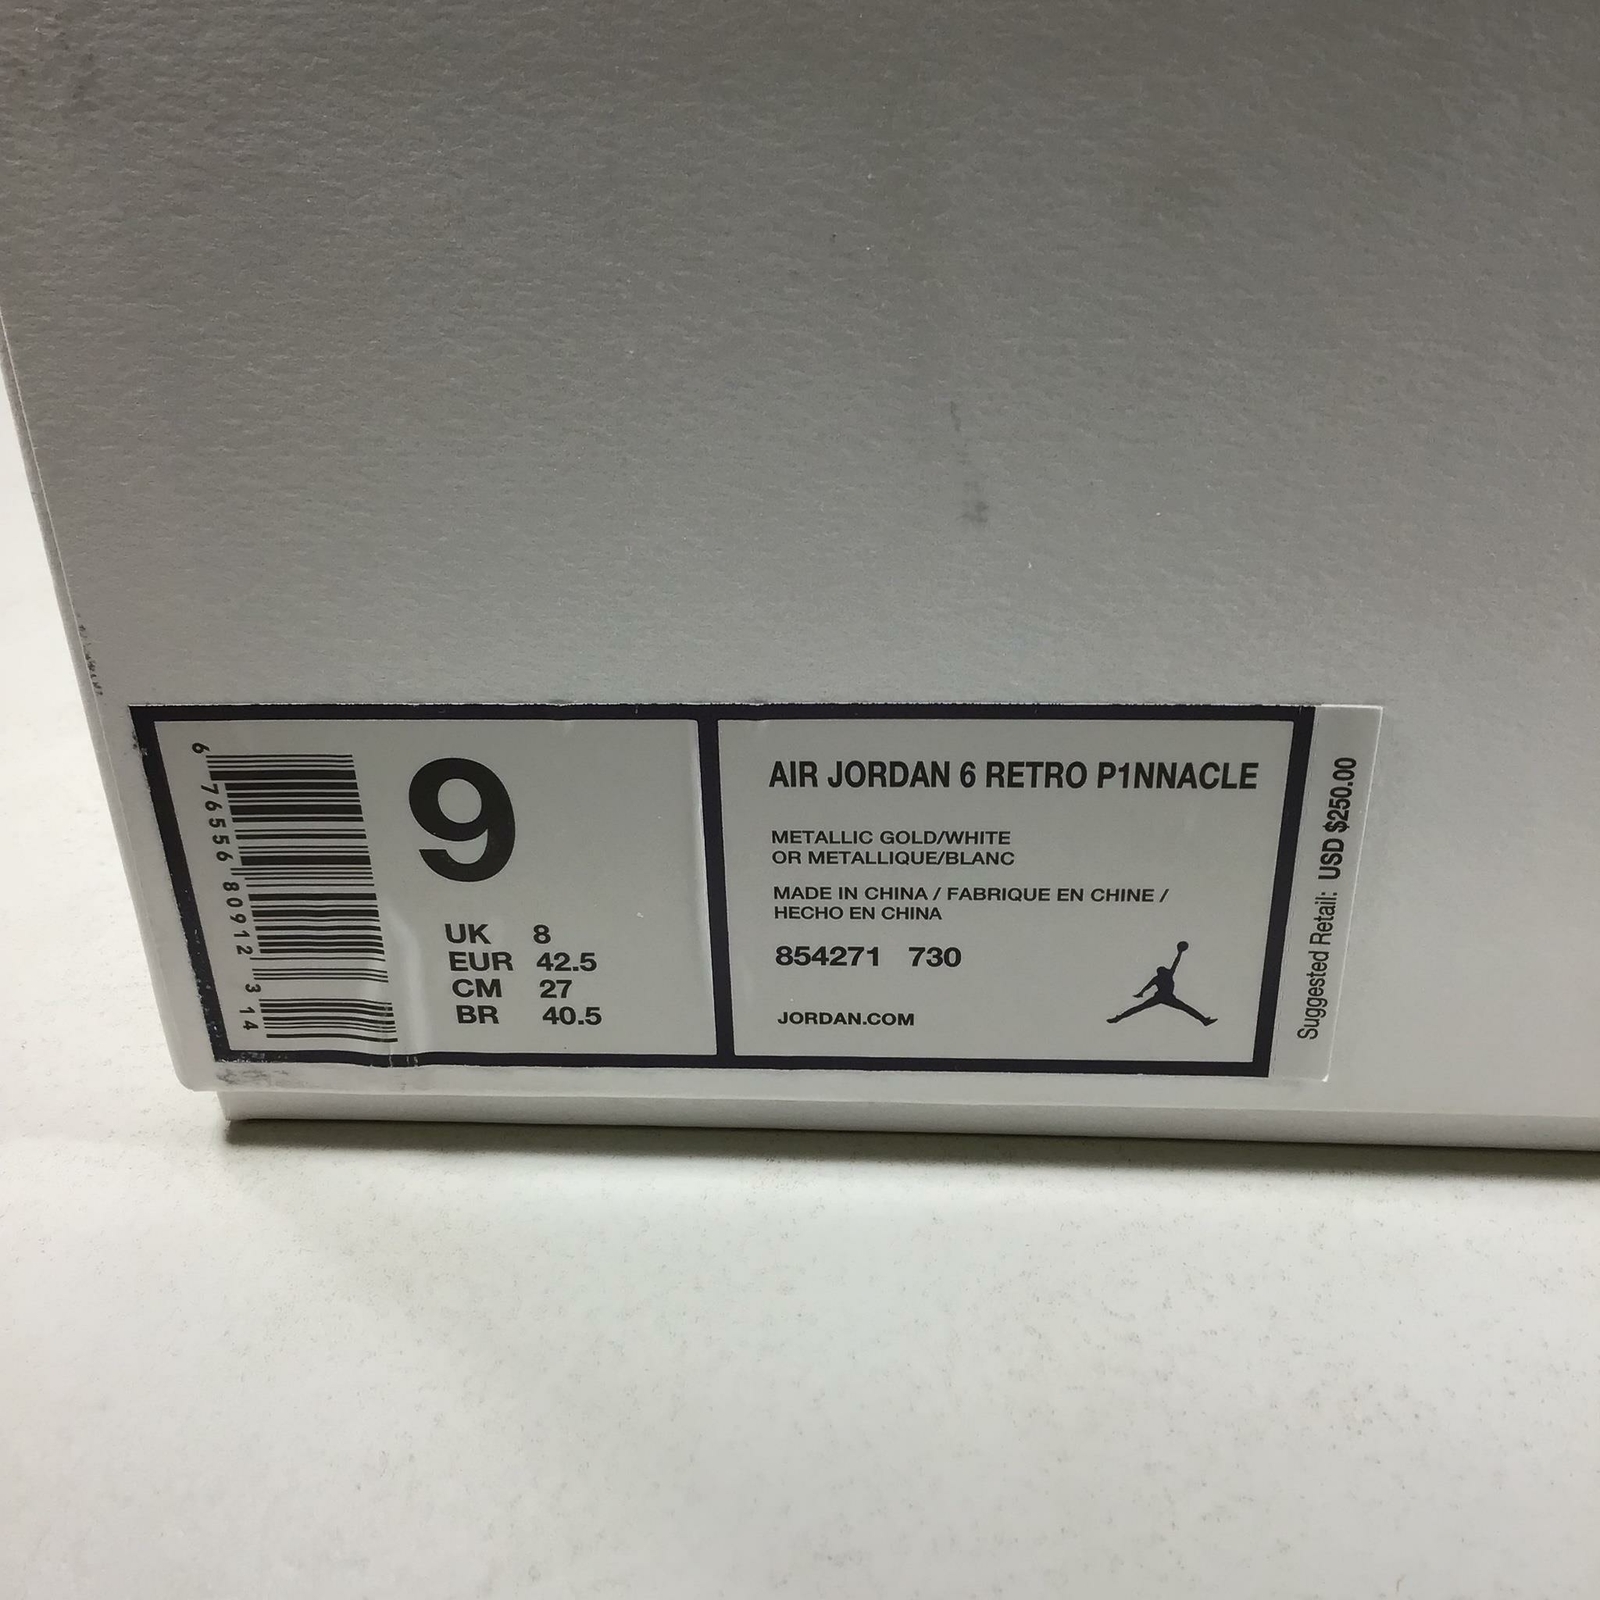 6 76556 80912 3 14
9
UK 8
EUR 42.5
CM 27
BR 40.5
AIR JORDAN 6 RETRO P1NNACLE
METALLIC GOLD/WHITE
OR METALLIQUE/BLANC
MADE IN CHINA / FABRIQUE EN CHINE /
HECHO EN CHINA
854271 730
JORDAN.COM
Suggested Retail: USD $250.00